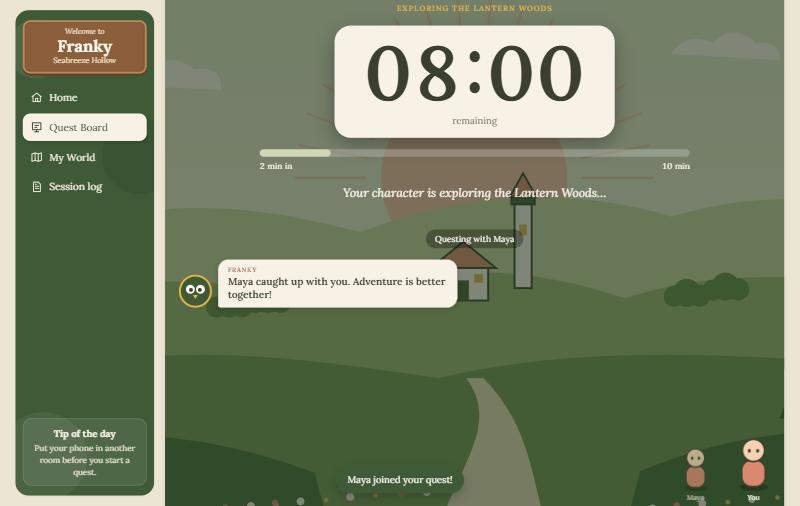 Welcome to
Franky
Seabreeze Hollow
Home
Quest Board
My World
Session log
Tip of the day
Put your phone in another
room before you start a
quest.
EXPLORING THE LANTERN WOODS
08:00
remaining
2 min in
10 min
Your character is exploring the Lantern Woods...
Questing with Maya
FRANKY
Maya caught up with you. Adventure is better
together!
Maya joined your quest!
Maya
You